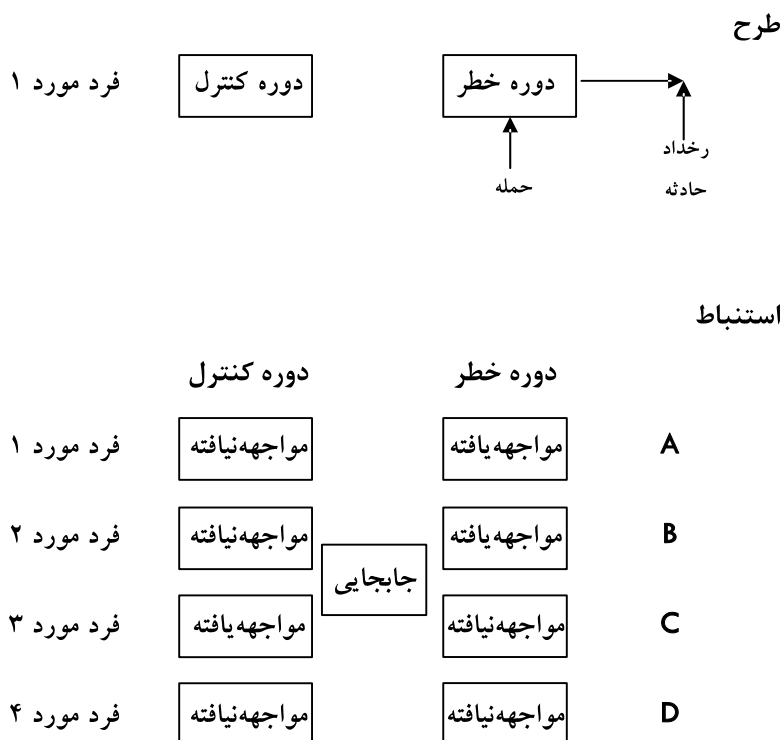 طرح
فرد مورد ۱ دوره کنترل دوره خطر
رخداد
حمله حادثه
استنباط
دوره کنترل دوره خطر
فرد مورد ۱ مواجهه‌نیافته مواجهه‌یافته A
فرد مورد ۲ مواجهه‌نیافته مواجهه‌یافته B
جابجایی
فرد مورد ۳ مواجهه‌یافته مواجهه‌نیافته C
فرد مورد ۴ مواجهه‌نیافته مواجهه‌نیافته D